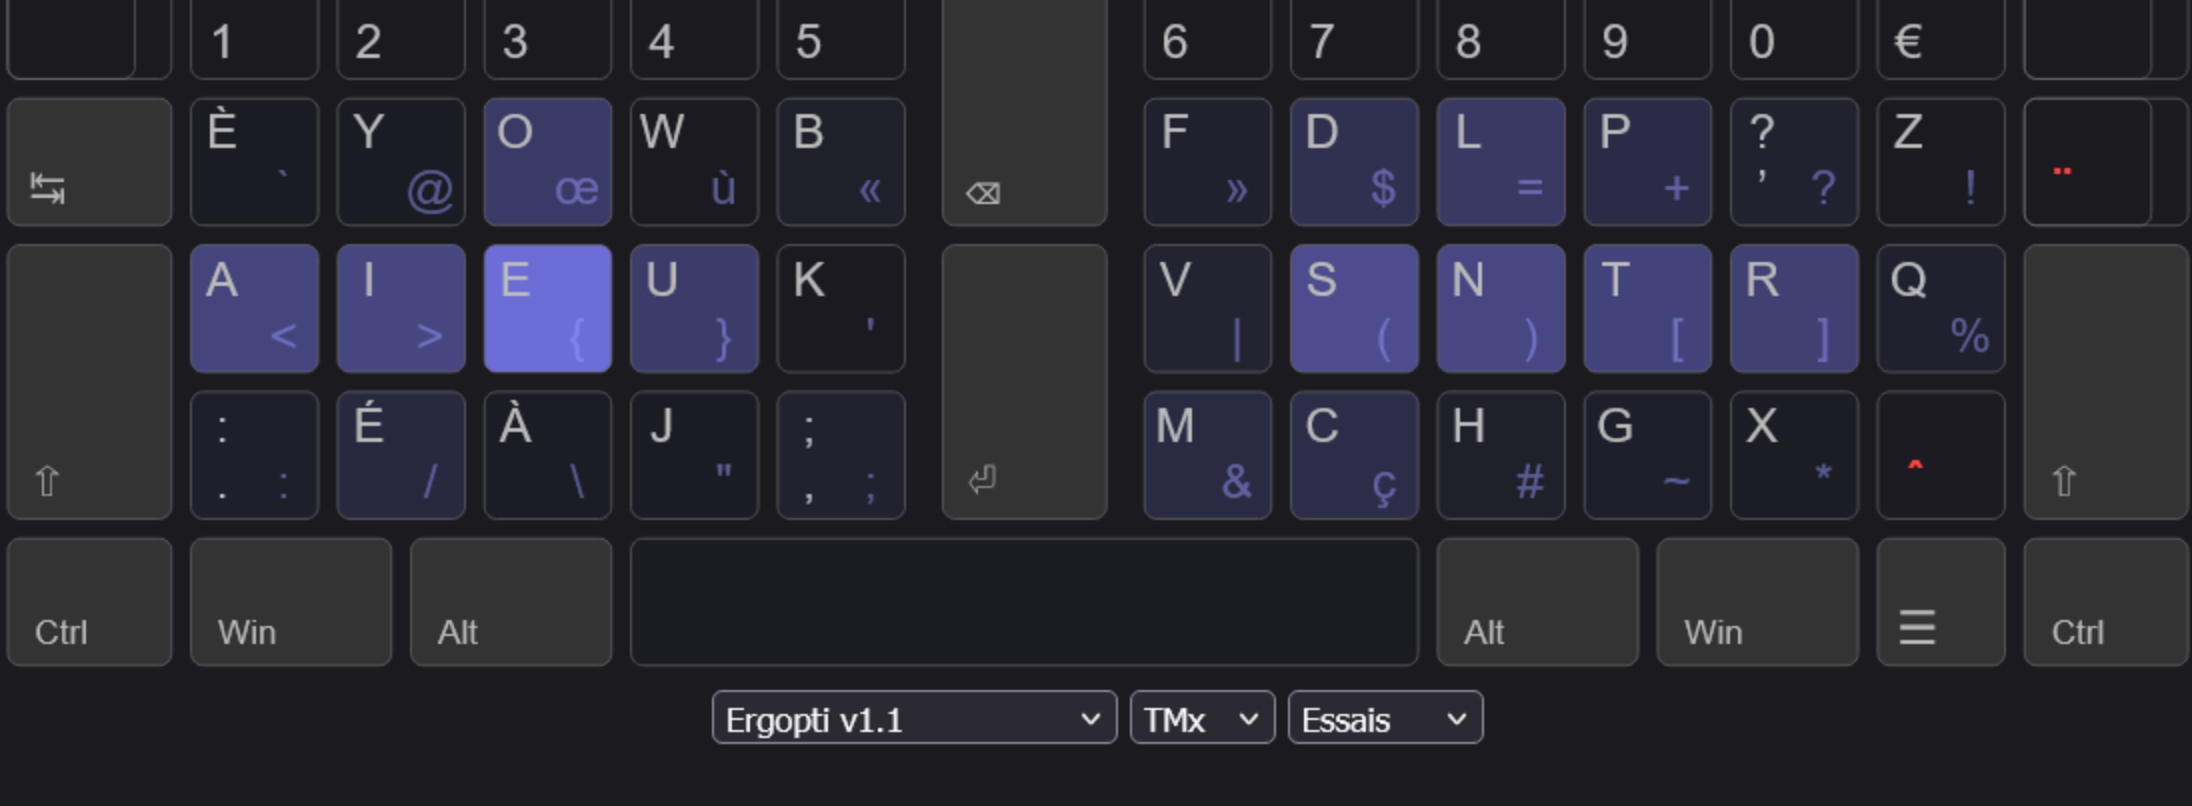 1 2 3 4 5 6 7 8 9 0 €
È ` Y @ O œ W ù B « F » D $ L = P + ? ' ? Z ! ¨
A < I > E { U } K ' V | S ( N ) T [ R ] Q %
: . : É / À \ J " ; , ; M & C ç H # G ~ X * ^
Ctrl Win Alt Alt Win Ctrl
Ergopti v1.1 TMx Essais